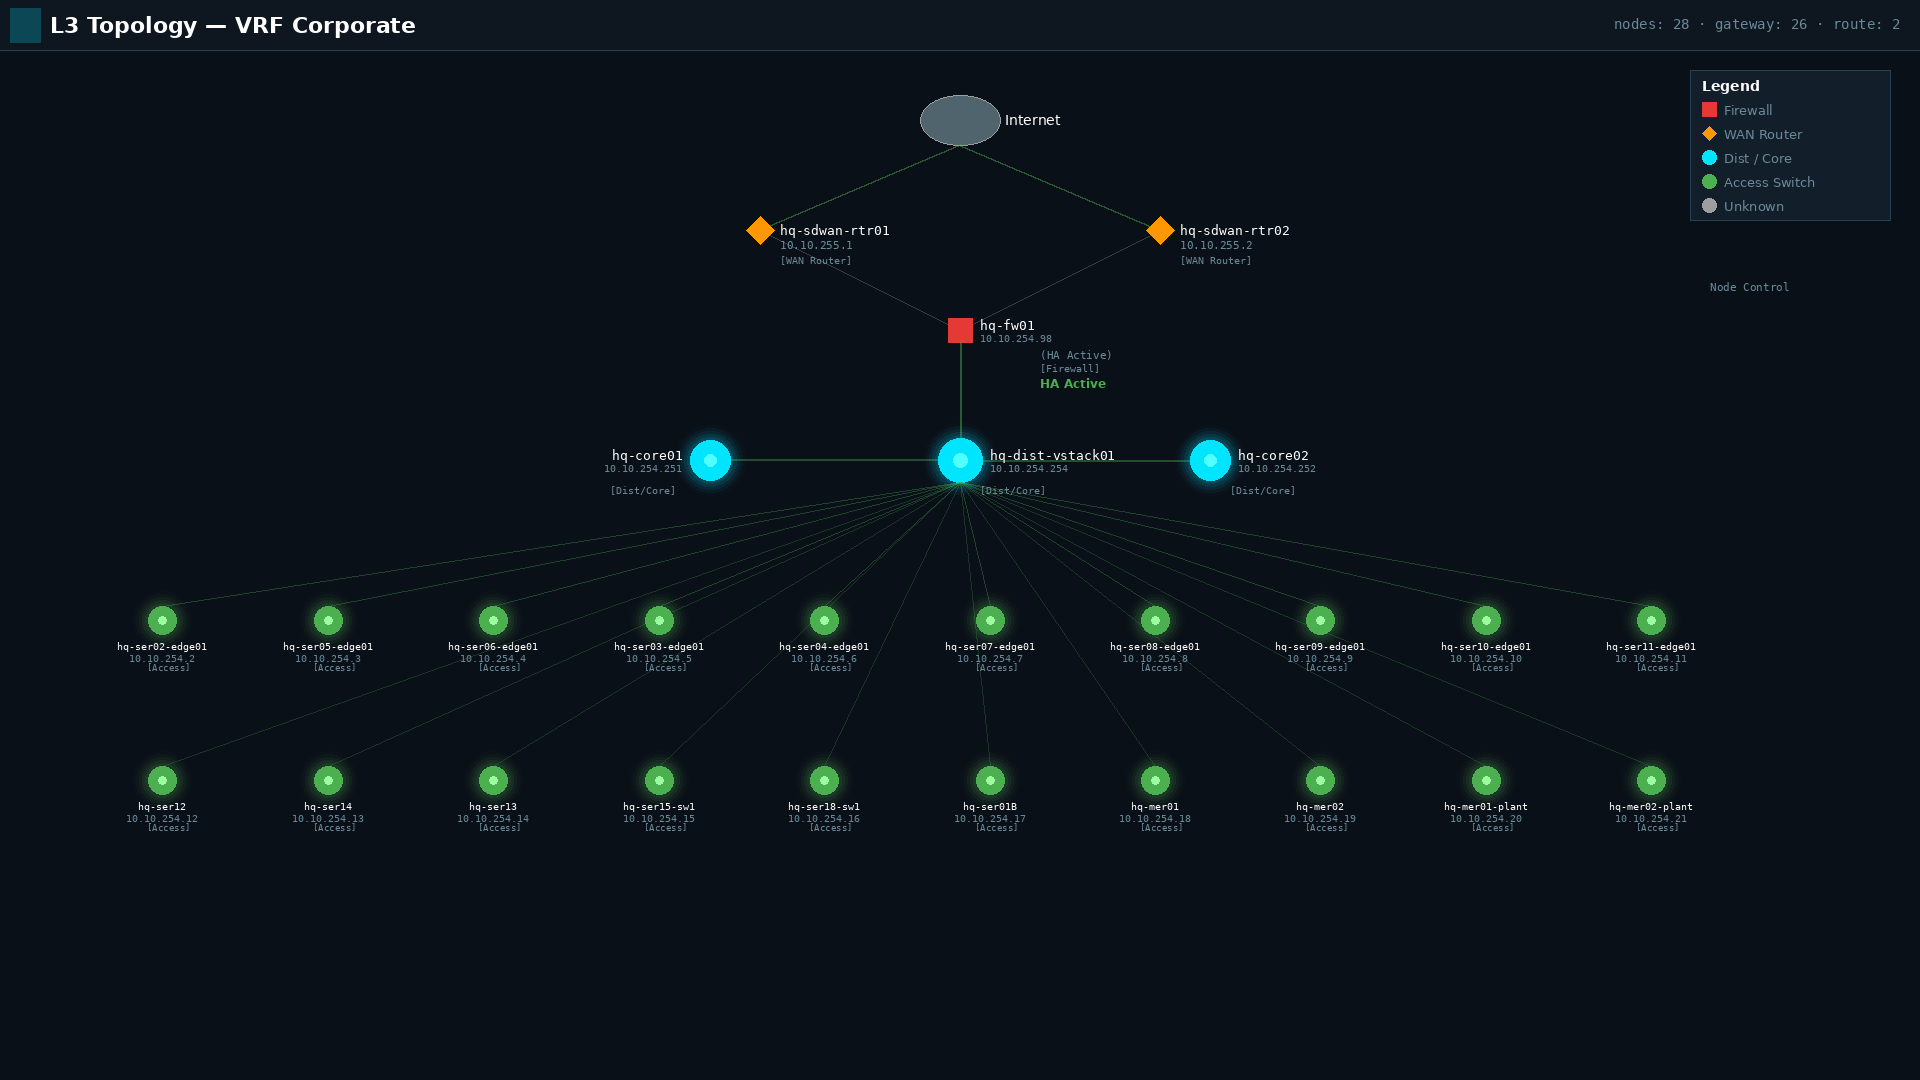 L3 Topology — VRF Corporate
nodes: 28 · gateway: 26 · route: 2
Legend
Firewall
WAN Router
Dist / Core
Access Switch
Unknown
Node Control
Internet
hq-sdwan-rtr01
10.10.255.1
[WAN Router]
hq-sdwan-rtr02
10.10.255.2
[WAN Router]
hq-fw01
10.10.254.98
(HA Active)
[Firewall]
HA Active
hq-core01
10.10.254.251
[Dist/Core]
hq-dist-vstack01
10.10.254.254
[Dist/Core]
hq-core02
10.10.254.252
[Dist/Core]
hq-ser02-edge01
10.10.254.2
[Access]
hq-ser05-edge01
10.10.254.3
[Access]
hq-ser06-edge01
10.10.254.4
[Access]
hq-ser03-edge01
10.10.254.5
[Access]
hq-ser04-edge01
10.10.254.6
[Access]
hq-ser07-edge01
10.10.254.7
[Access]
hq-ser08-edge01
10.10.254.8
[Access]
hq-ser09-edge01
10.10.254.9
[Access]
hq-ser10-edge01
10.10.254.10
[Access]
hq-ser11-edge01
10.10.254.11
[Access]
hq-ser12
10.10.254.12
[Access]
hq-ser14
10.10.254.13
[Access]
hq-ser13
10.10.254.14
[Access]
hq-ser15-sw1
10.10.254.15
[Access]
hq-ser18-sw1
10.10.254.16
[Access]
hq-ser01B
10.10.254.17
[Access]
hq-mer01
10.10.254.18
[Access]
hq-mer02
10.10.254.19
[Access]
hq-mer01-plant
10.10.254.20
[Access]
hq-mer02-plant
10.10.254.21
[Access]